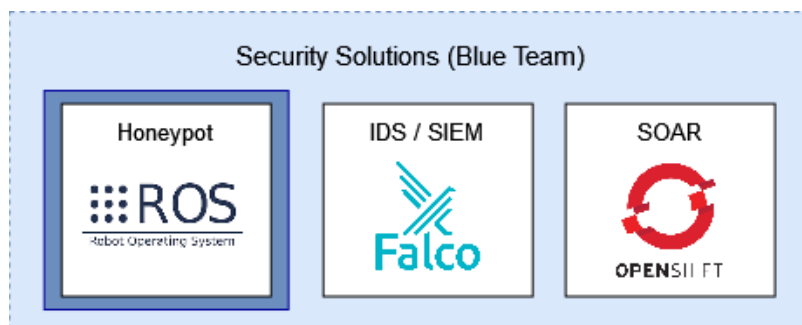 Security Solutions (Blue Team)
Honeypot
ROS
Robot Operating System
IDS / SIEM
Falco
SOAR
OPENSHIFT